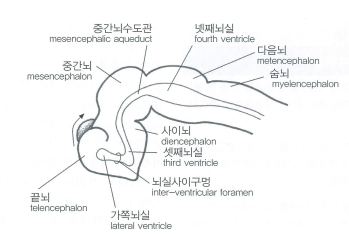 중간뇌수도관
mesencephalic aqueduct
넷째뇌실
fourth ventricle
다음뇌
metencephalon
숨뇌
myelencephalon
중간뇌
mesencephalon
사이뇌
diencephalon
셋째뇌실
third ventricle
뇌실사이구멍
inter–ventricular foramen
끝뇌
telencephalon
가쪽뇌실
lateral ventricle